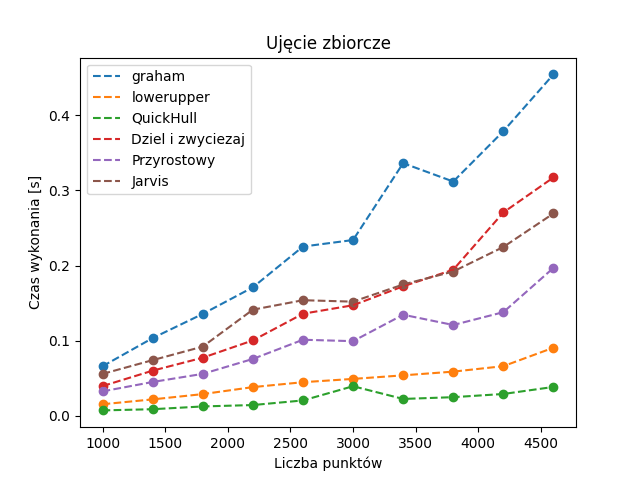 Ujęcie zbiorcze
graham
lowerupper
QuickHull
Dziel i zwyciezaj
Przyrostowy
Jarvis
Czas wykonania [s]
0.4
0.3
0.2
0.1
0.0
1000 1500 2000 2500 3000 3500 4000 4500
Liczba punktów